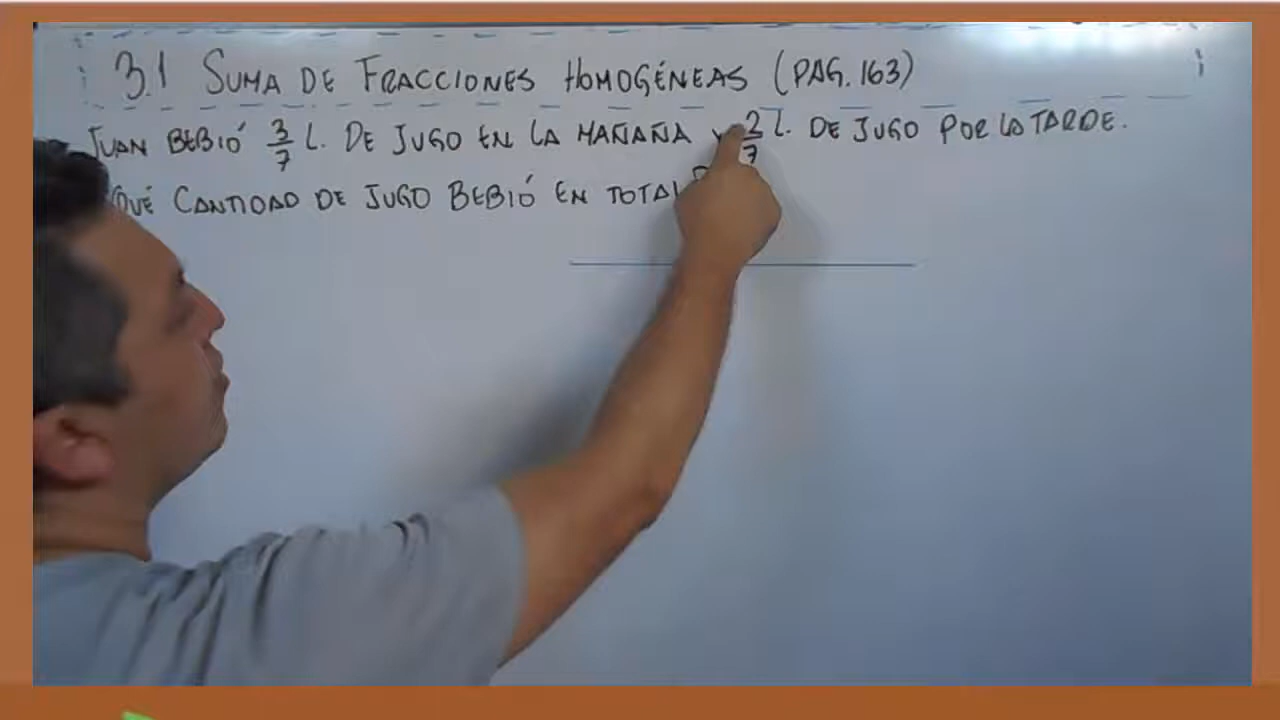 3.1 SUMA DE FRACCIONES HOMOGÉNEAS (PAG. 163)
JUAN BEBIÓ 3/7 L. DE JUGO EN LA MAÑAÑA Y 2/7 L. DE JUGO POR LA TARDE.
QUÉ CANTIDAD DE JUGO BEBIÓ EN TOTAL